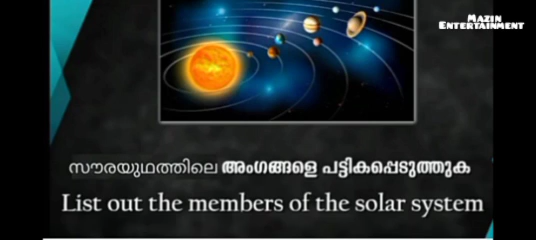 MAZIN
ENTERTAINMENT
സൗരയുഥത്തിലെ അംഗങ്ങളെ പട്ടികപ്പെടുത്തുക
List out the members of the solar system